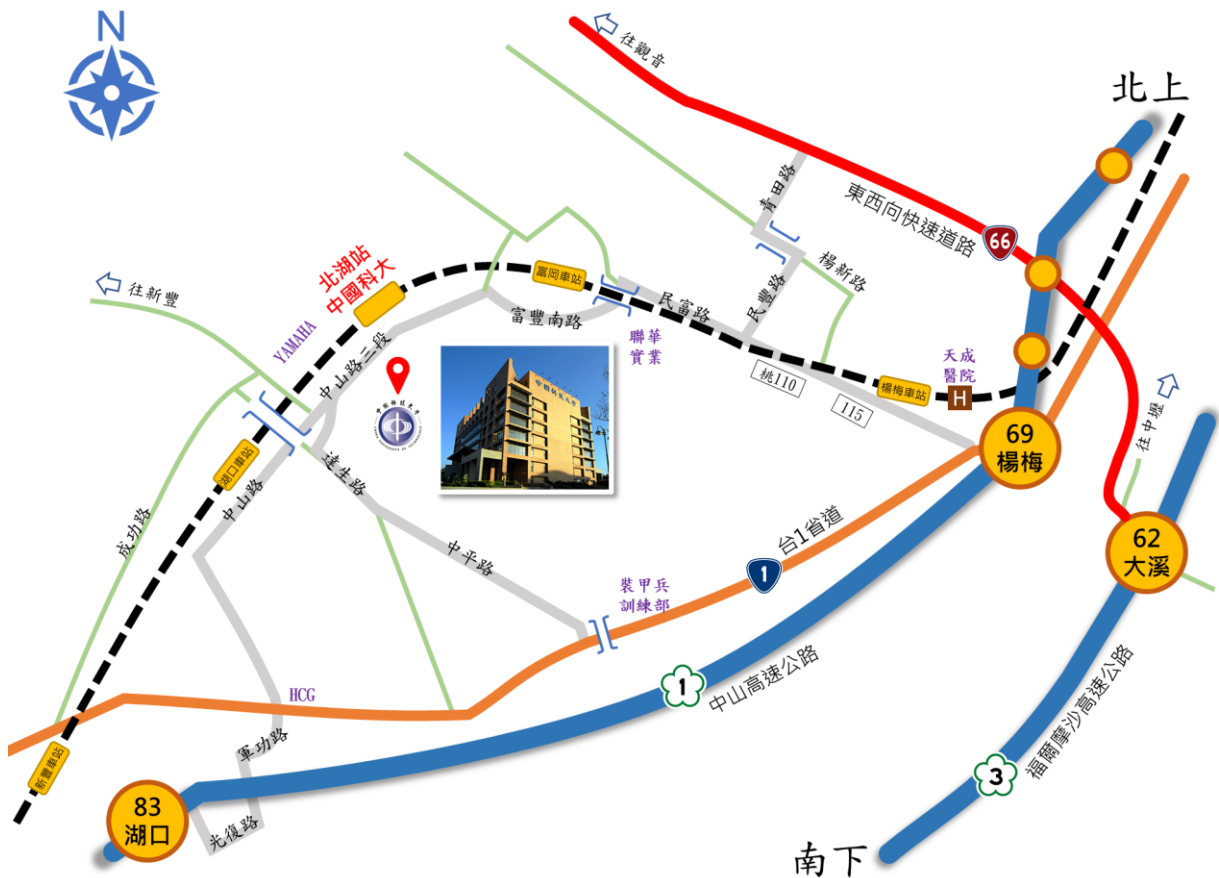 N
往觀音
北上
青田路
東西向快速道路
66
北湖站
中國科大
富岡車站
楊新路
往新豐
民豐路
民富路
富豐南路
YAMAHA
聯華
實業
中山路三段
天成
醫院
桃110
楊梅車站
H
115
中國科技大學
69
楊梅
往中壢
湖口車站
中山路
達生路
成功路
台1省道
62
大溪
中平路
1
裝甲兵
訓練部
HCG
1
中山高速公路
軍功路
福爾摩沙高速公路
新豐車站
3
83
湖口
光復路
南下